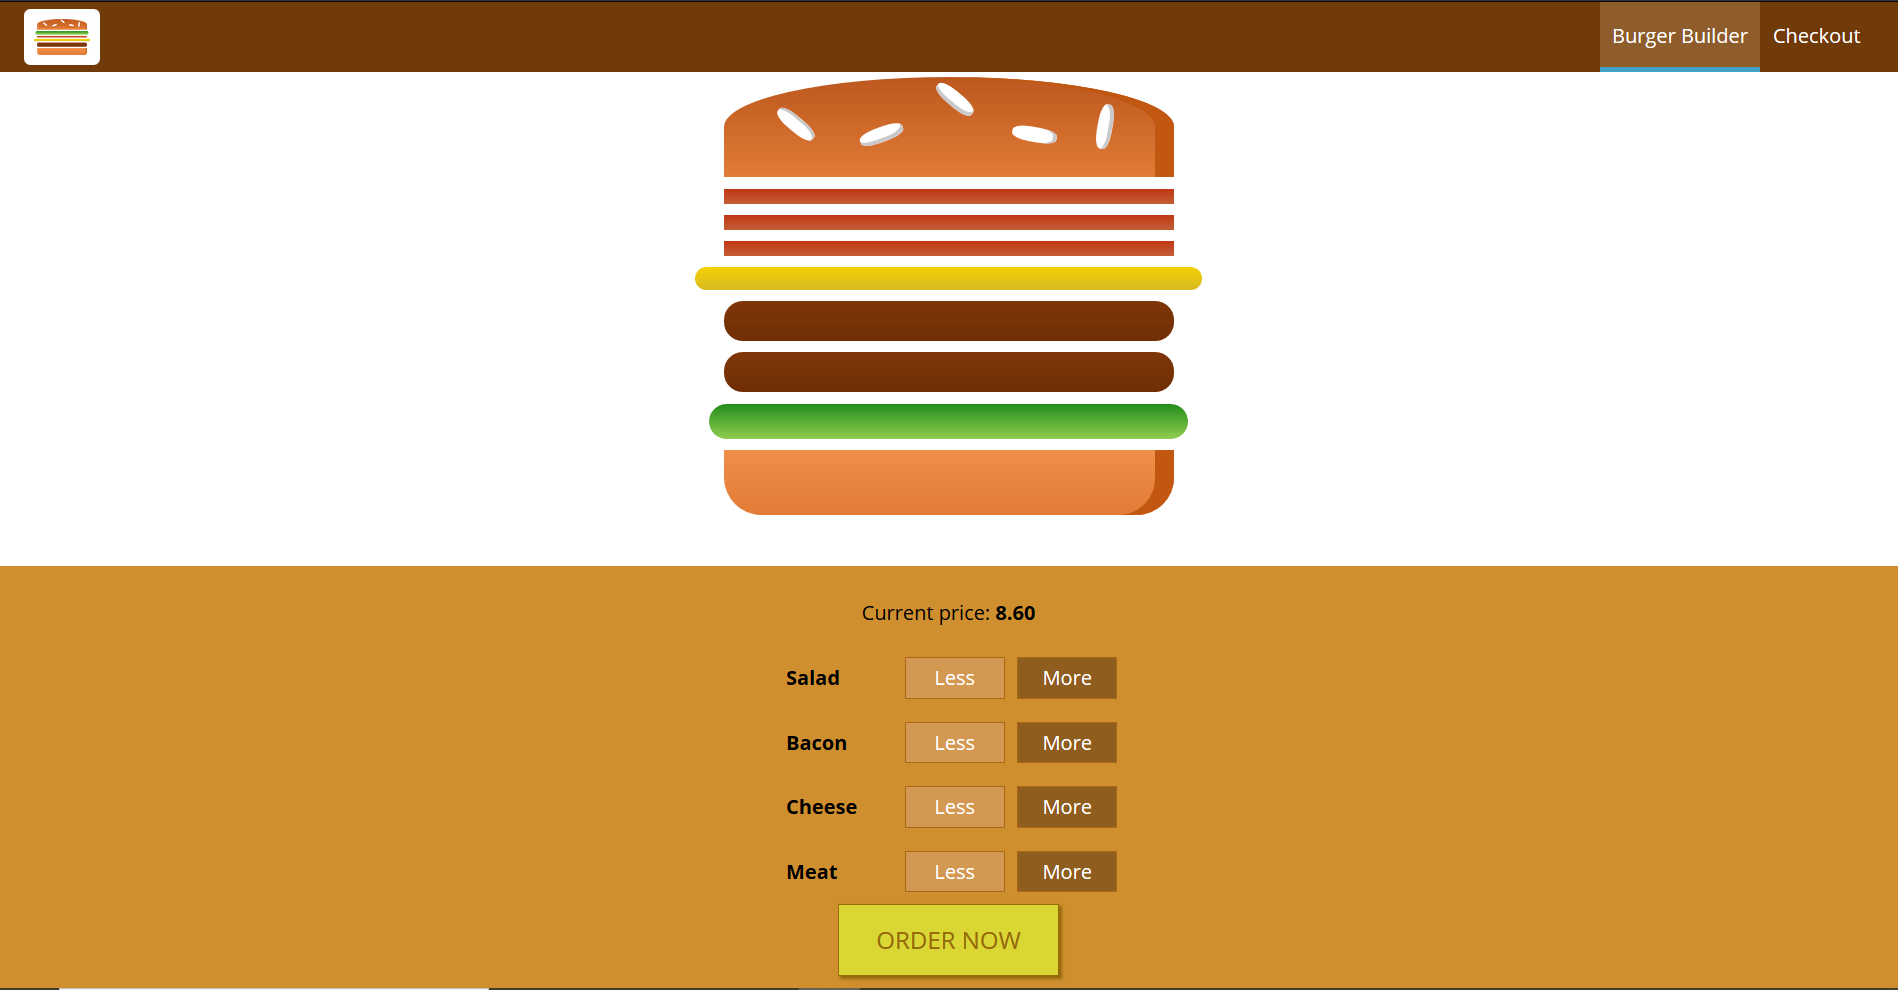 Burger Builder Checkout
Current price: 8.60
Salad Less More
Bacon Less More
Cheese Less More
Meat Less More
ORDER NOW